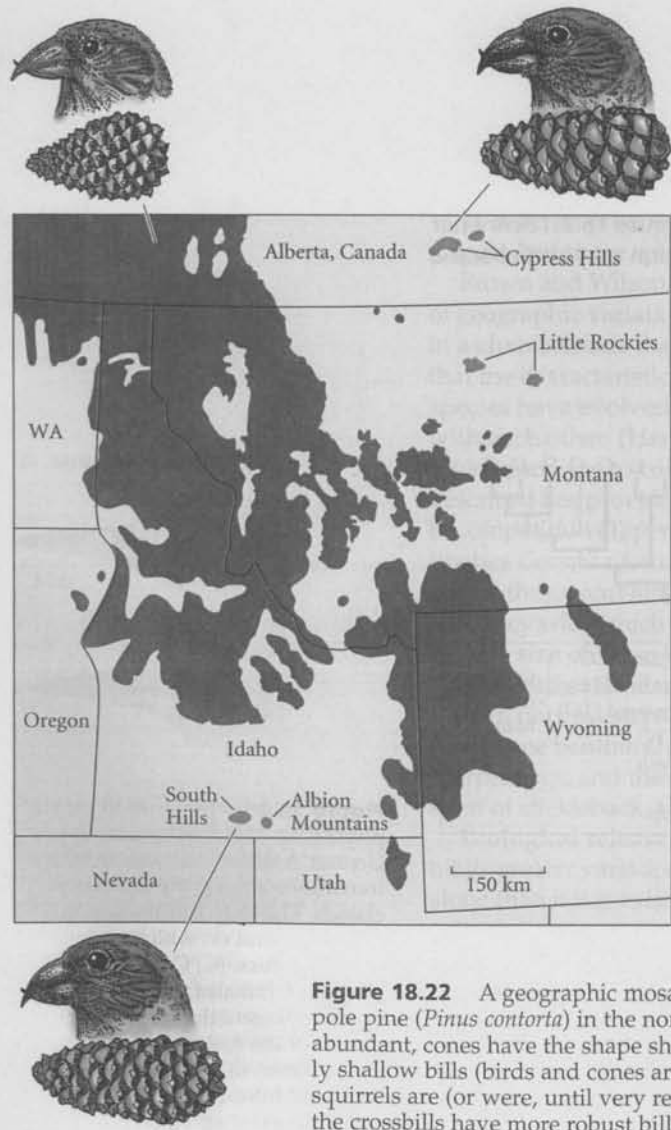 Alberta, Canada
Cypress Hills
Little Rockies
WA
Montana
Oregon
Wyoming
Idaho
South
Hills
Albion
Mountains
Nevada
Utah
150 km
Figure 18.22 A geographic mosa
pole pine (Pinus contorta) in the nor
abundant, cones have the shape sh
ly shallow bills (birds and cones ar
squirrels are (or were, until very re
the crossbills have more robust bill